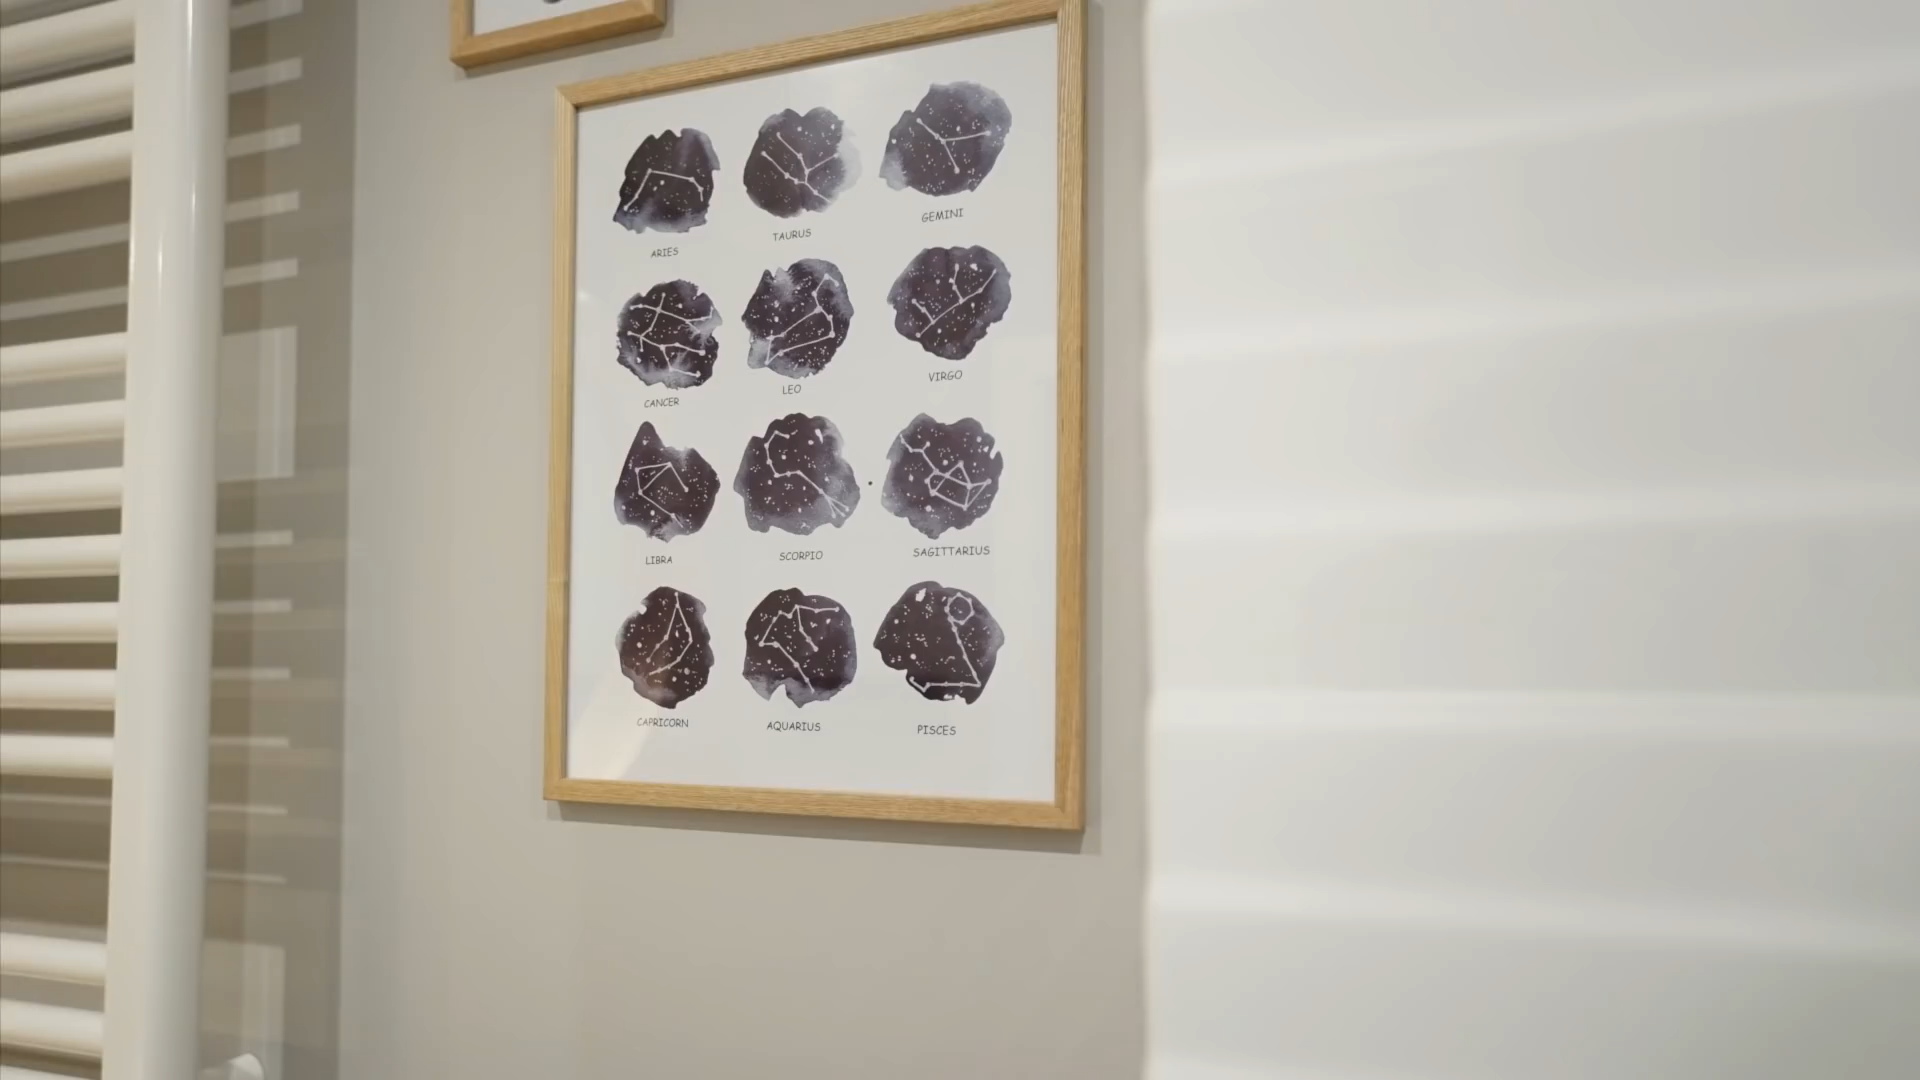 ARIES
TAURUS
GEMINI
CANCER
LEO
VIRGO
LIBRA
SCORPIO
SAGITTARIUS
CAPRICORN
AQUARIUS
PISCES